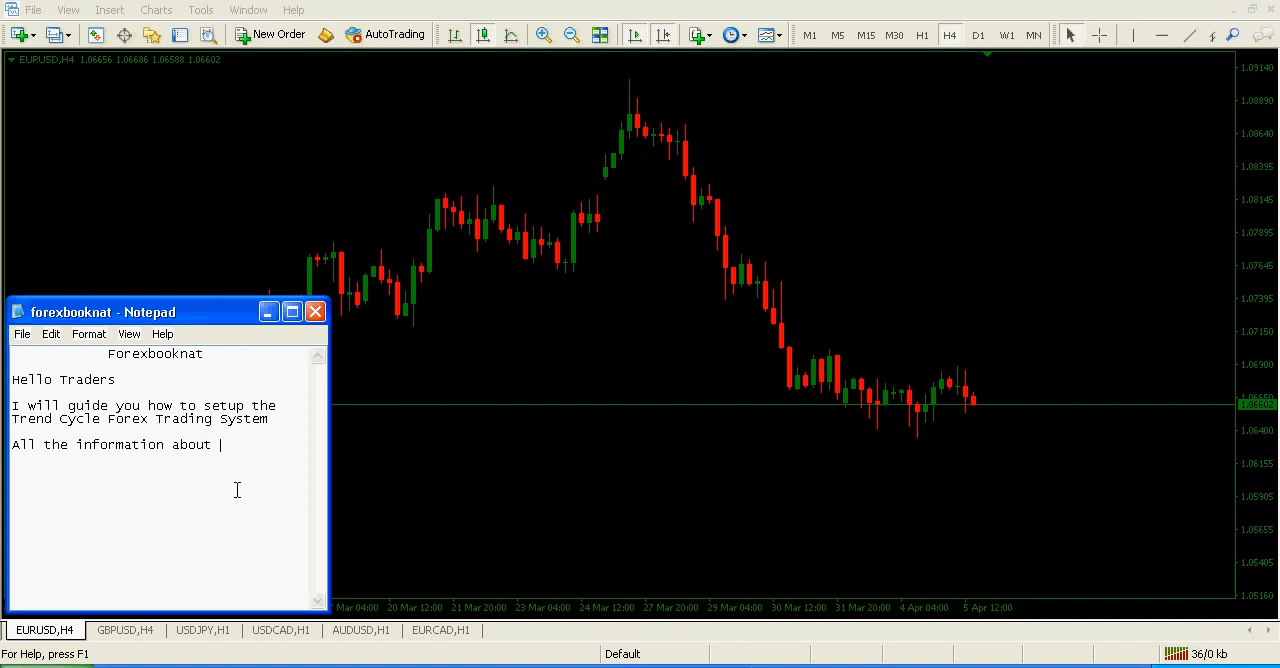 File View Insert Charts Tools Window Help
New Order AutoTrading M1 M5 M15 M30 H1 H4 D1 W1 MN
EURUSD,H4 1.06656 1.06686 1.06588 1.06602
1.09140
1.08890
1.08640
1.08395
1.08145
1.07895
1.07645
1.07395
1.07150
1.06900
1.06650
1.06602
1.06400
1.06155
1.05905
1.05655
1.05405
1.05160
forexbooknat - Notepad
File Edit Format View Help
Forexbooknat
Hello Traders
I will guide you how to setup the
Trend Cycle Forex Trading System
All the information about
Mar 04:00 20 Mar 12:00 21 Mar 20:00 23 Mar 04:00 24 Mar 12:00 27 Mar 20:00 29 Mar 04:00 30 Mar 12:00 31 Mar 20:00 4 Apr 04:00 5 Apr 12:00
EURUSD,H4 GBPUSD,H4 USDJPY,H1 USDCAD,H1 AUDUSD,H1 EURCAD,H1
For Help, press F1 Default 36/0 kb